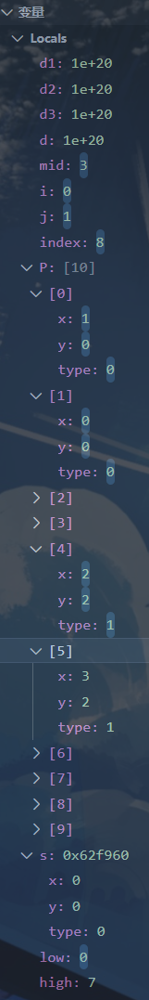 变量
Locals
d1: 1e+20
d2: 1e+20
d3: 1e+20
d: 1e+20
mid: 3
i: 0
j: 1
index: 8
P: [10]
[0]
x: 1
y: 0
type: 0
[1]
x: 0
y: 0
type: 0
[2]
[3]
[4]
x: 2
y: 2
type: 1
[5]
x: 3
y: 2
type: 1
[6]
[7]
[8]
[9]
s: 0x62f960
x: 0
y: 0
type: 0
low: 0
high: 7